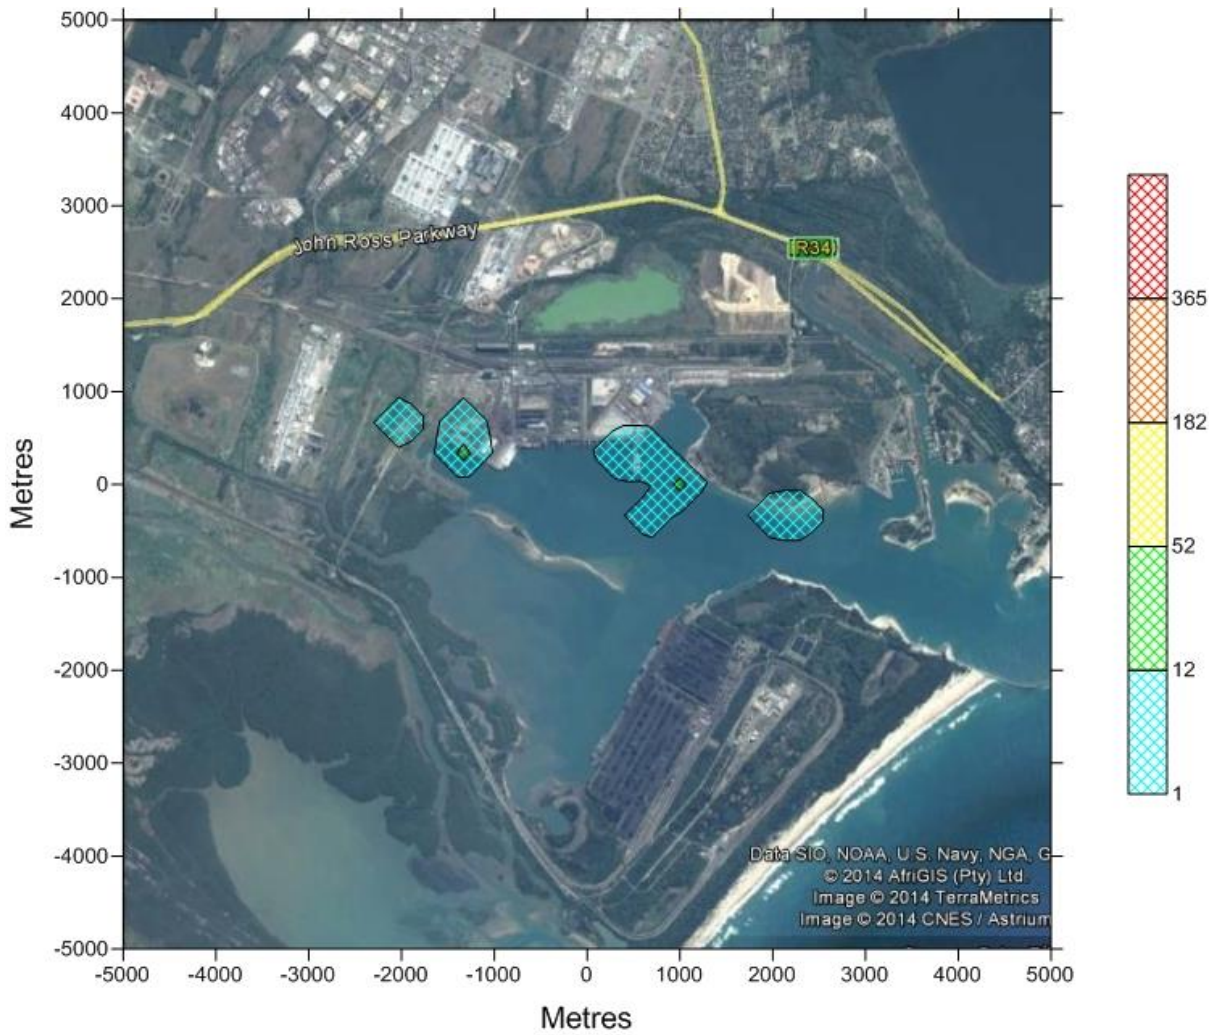 5000
4000
3000
2000
1000
0
-1000
-2000
-3000
-4000
-5000
Metres
-5000 -4000 -3000 -2000 -1000 0 1000 2000 3000 4000 5000
Metres
John Ross Parkway
R34
Data SIO, NOAA, U.S. Navy, NGA, G
© 2014 AfriGIS (Pty) Ltd.
Image © 2014 TerraMetrics
Image © 2014 CNES / Astrium
365
182
52
12
1